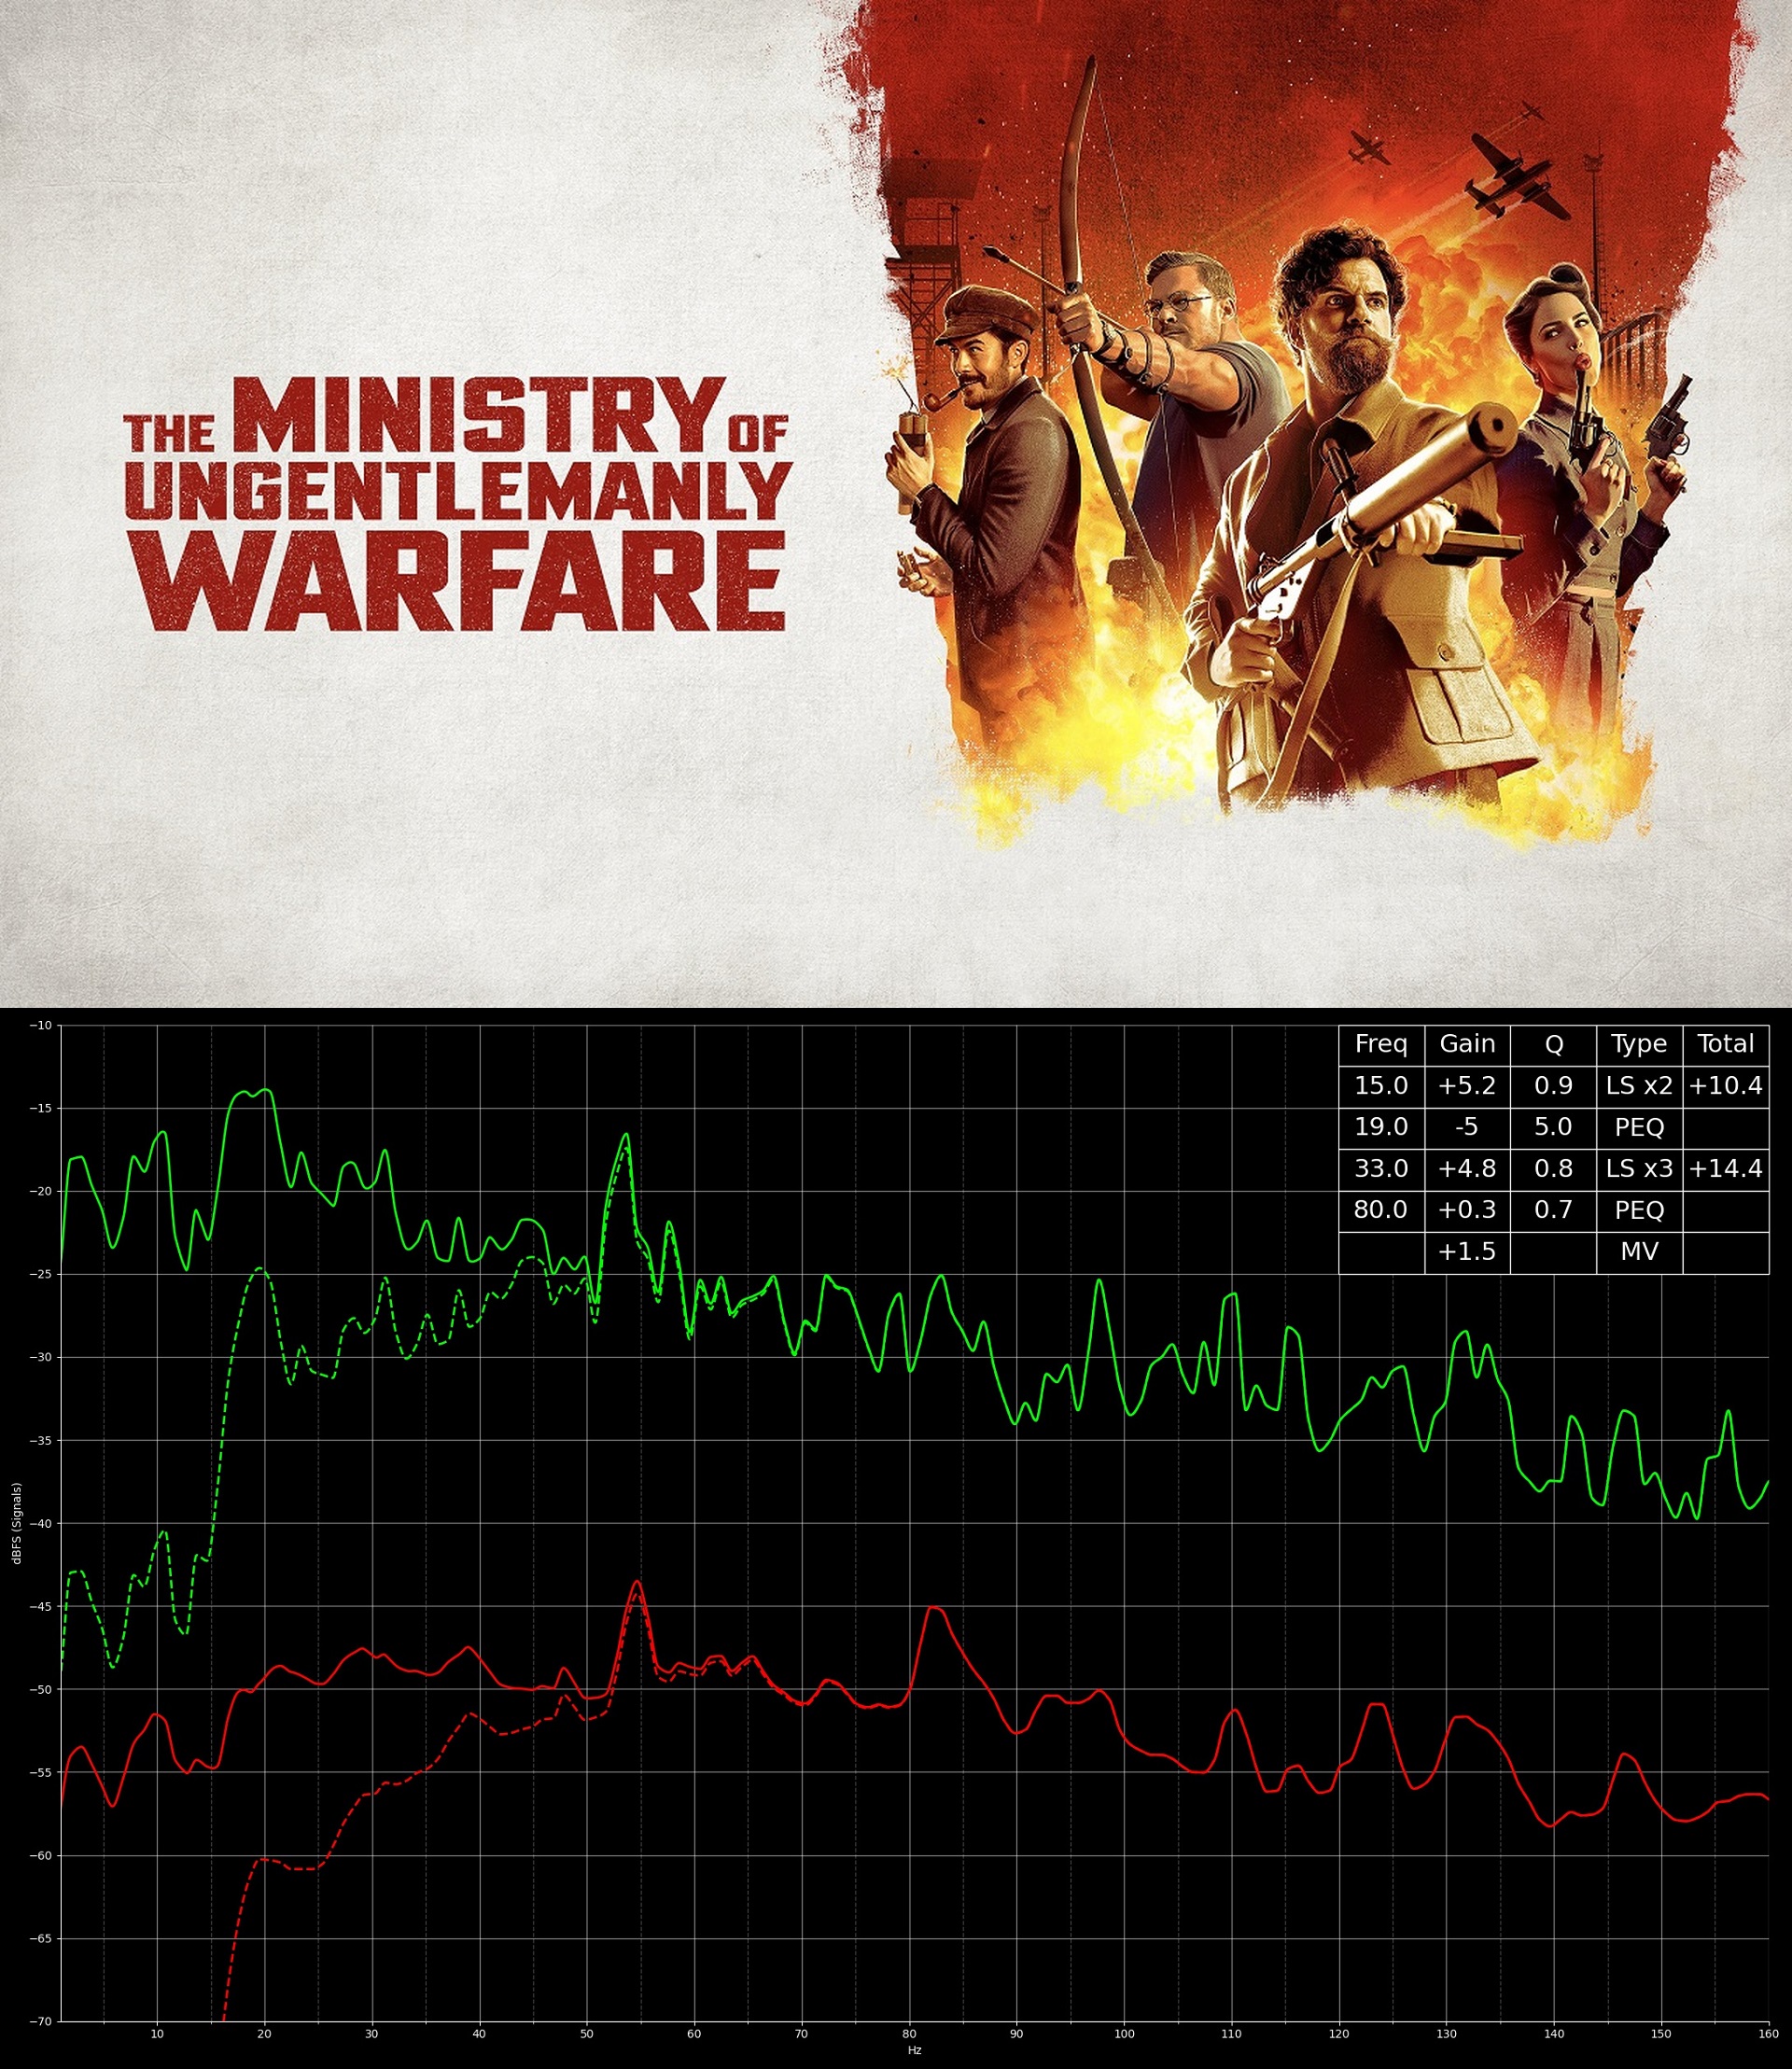 THE MINISTRY OF
UNGENTLEMANLY
WARFARE
Freq Gain Q Type Total
15.0 +5.2 0.9 LS x2 +10.4
19.0 -5 5.0 PEQ
33.0 +4.8 0.8 LS x3 +14.4
80.0 +0.3 0.7 PEQ
+1.5 MV
−10
−15
−20
−25
−30
−35
−40
−45
−50
−55
−60
−65
−70
dBFS (Signals)
10 20 30 40 50 60 70 80 90 100 110 120 130 140 150 160
Hz